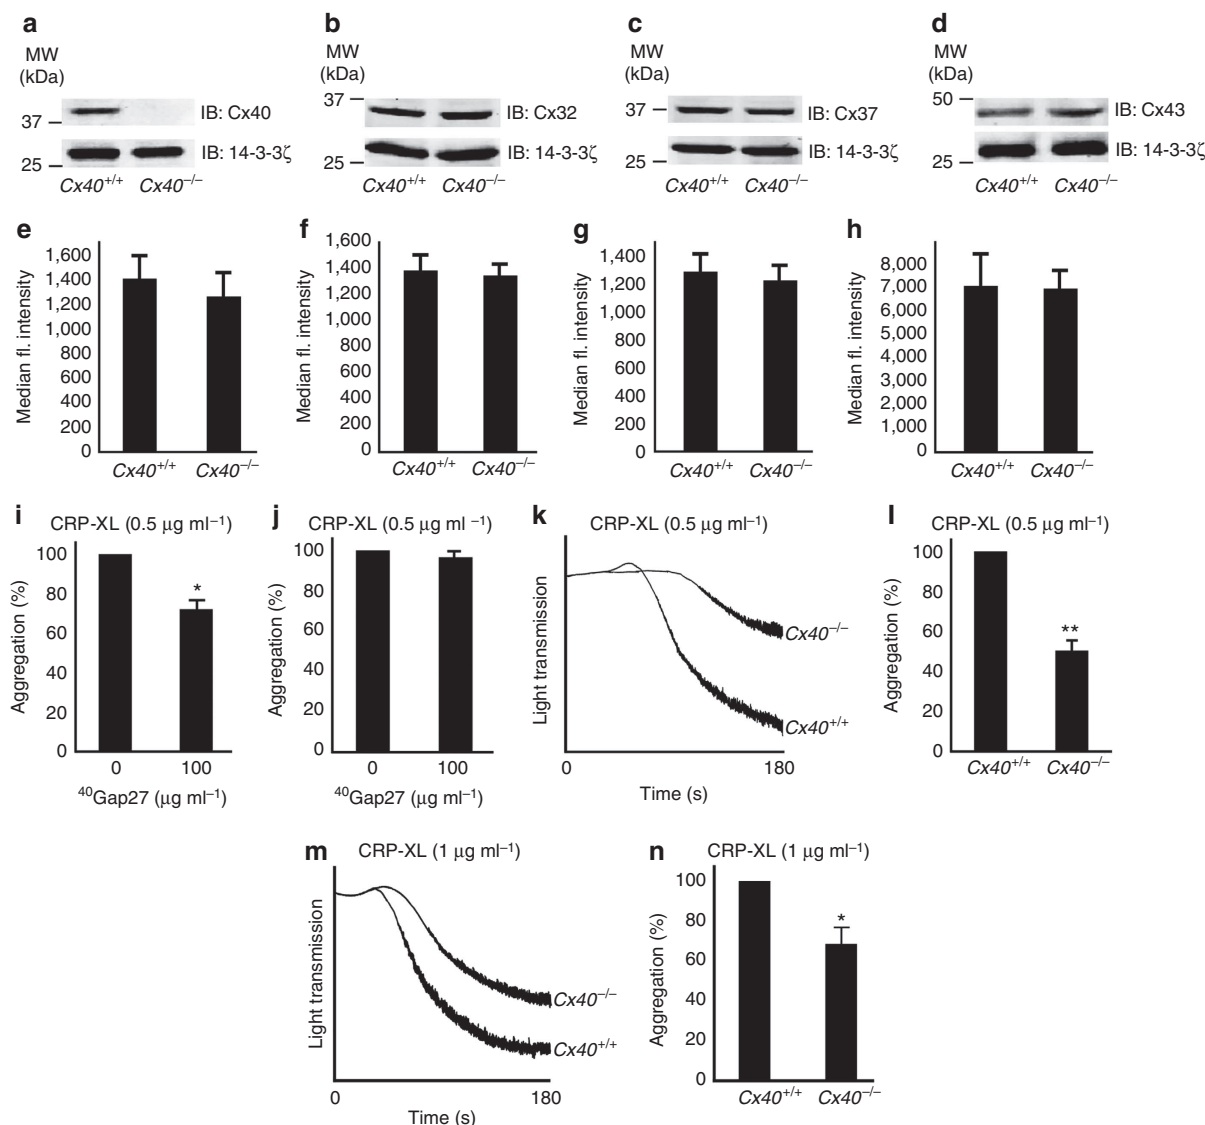 a
MW
(kDa)
37
IB: Cx40
25
IB: 14-3-3ζ
Cx40+/+ Cx40–/–
b
MW
(kDa)
37
IB: Cx32
25
IB: 14-3-3ζ
Cx40+/+ Cx40–/–
c
MW
(kDa)
37
IB: Cx37
25
IB: 14-3-3ζ
Cx40+/+ Cx40–/–
d
MW
(kDa)
50
IB: Cx43
25
IB: 14-3-3ζ
Cx40+/+ Cx40–/–
e
Median fl. intensity
1,600
1,400
1,200
1,000
800
600
400
200
0
Cx40+/+ Cx40–/–
f
Median fl. intensity
1,600
1,400
1,200
1,000
800
600
400
200
0
Cx40+/+ Cx40–/–
g
Median fl. intensity
1,400
1,200
1,000
800
600
400
200
0
Cx40+/+ Cx40–/–
h
Median fl. intensity
8,000
7,000
6,000
5,000
4,000
3,000
2,000
1,000
0
Cx40+/+ Cx40–/–
i
CRP-XL (0.5 μg ml–1)
Aggregation (%)
100
80
60
40
20
0
*
0 100
40Gap27 (μg ml–1)
j
CRP-XL (0.5 μg ml –1)
Aggregation (%)
100
80
60
40
20
0
0 100
40Gap27 (μg ml–1)
k
CRP-XL (0.5 μg ml–1)
Light transmission
Cx40–/–
Cx40+/+
0 180
Time (s)
l
CRP-XL (0.5 μg ml–1)
Aggregation (%)
100
80
60
40
20
0
**
Cx40+/+ Cx40–/–
m
CRP-XL (1 μg ml–1)
Light transmission
Cx40–/–
Cx40+/+
0 180
Time (s)
n
CRP-XL (1 μg ml–1)
Aggregation (%)
100
80
60
40
20
0
*
Cx40+/+ Cx40–/–